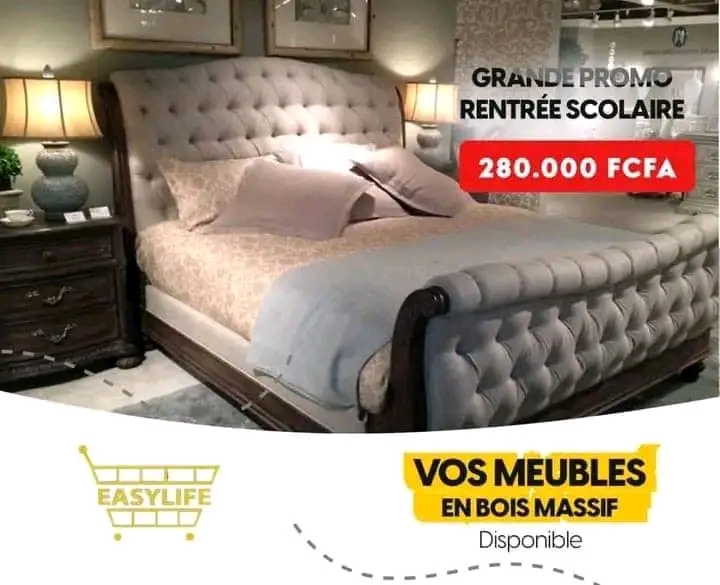 GRANDE PROMO
RENTRÉE SCOLAIRE
280.000 FCFA
EASYLIFE
VOS MEUBLES
EN BOIS MASSIF
Disponible